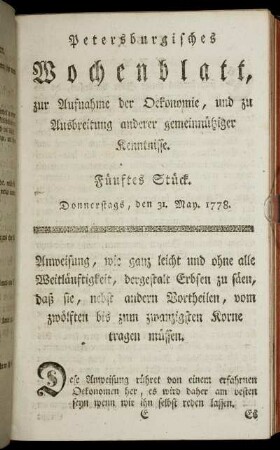 Petersburgisches
Wochenblatt,
zur Aufnahme der Oekonomie, und zu
Ausbreitung anderer gemeinnütziger
Kenntnisse.
Fünftes Stück.
Donnerstags, den 31. May. 1778.
Anweisung, wie ganz leicht und ohne alle
Weitläuftigkeit, dergestalt Erbsen zu säen,
daß sie, nebst andern Vortheilen, vom
zwölften bis zum zwanzigsten Korne
tragen müssen.
Diese Anweisung rühret von einem erfahrnen
Oekonomen her, es wird daher am besten
seyn wenn wir ihn selbst reden lassen.
E Es